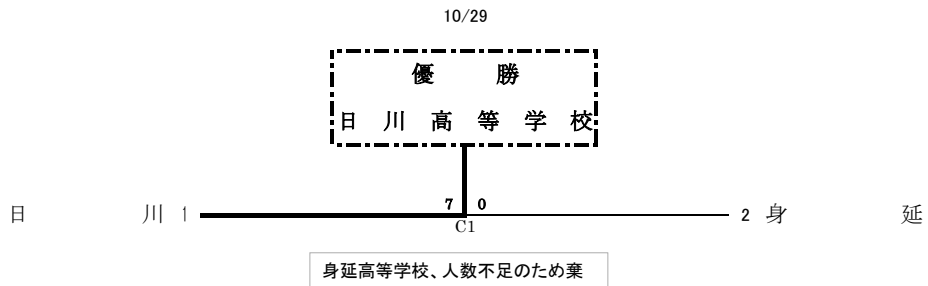 10/29
優 勝
日 川 高 等 学 校
7 0
日 川 1 2 身 延
C1
身延高等学校、人数不足のため棄